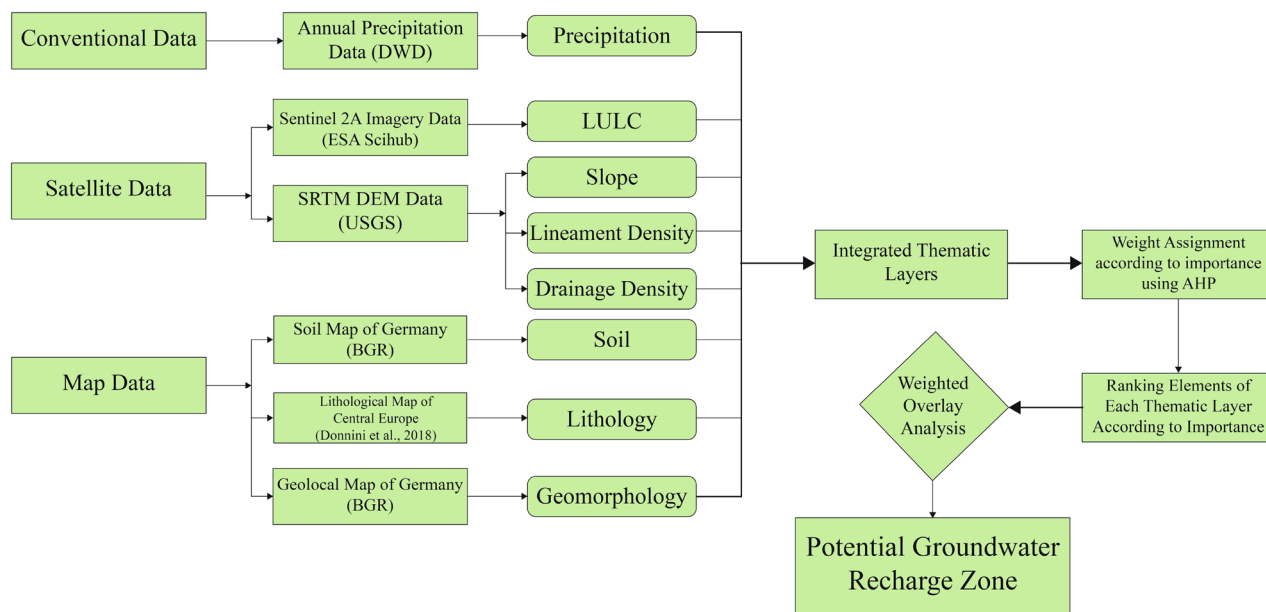 Conventional Data
Annual Precipitation
Data (DWD)
Precipitation
Satellite Data
Sentinel 2A Imagery Data
(ESA Scihub)
LULC
SRTM DEM Data
(USGS)
Slope
Lineament Density
Drainage Density
Map Data
Soil Map of Germany
(BGR)
Soil
Lithological Map of
Central Europe
(Donnini et al., 2018)
Lithology
Geolocal Map of Germany
(BGR)
Geomorphology
Integrated Thematic
Layers
Weight Assignment
according to importance
using AHP
Ranking Elements of
Each Thematic Layer
According to Importance
Weighted
Overlay
Analysis
Potential Groundwater
Recharge Zone